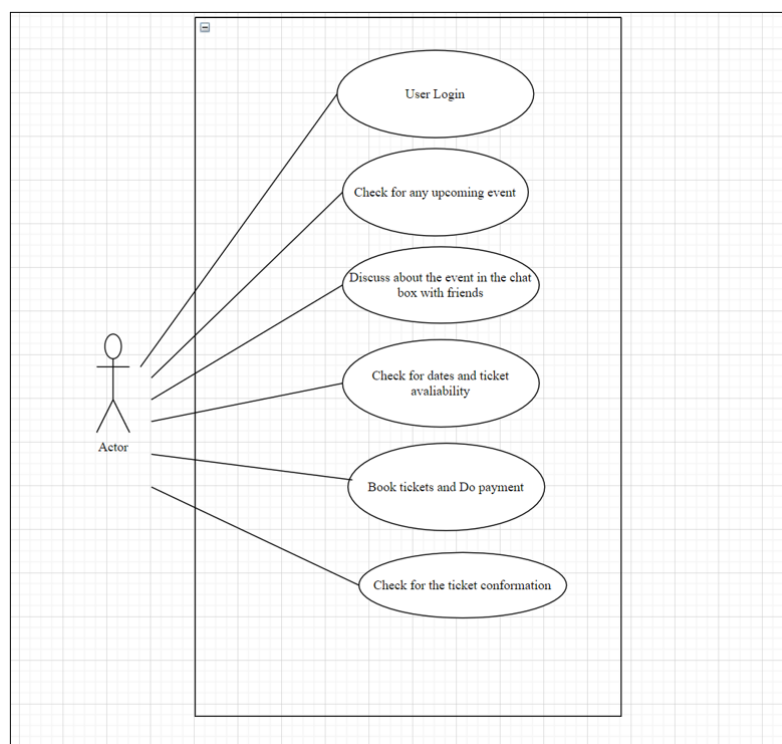 User Login
Check for any upcoming event
Discuss about the event in the chat
box with friends
Check for dates and ticket
avaliability
Actor
Book tickets and Do payment
Check for the ticket conformation